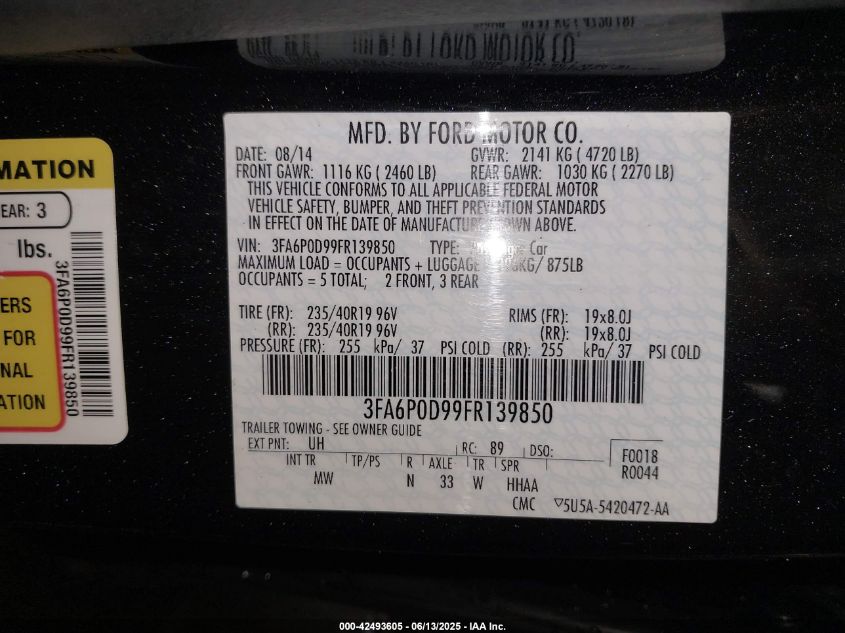 MFD. BY FORD MOTOR CO.
DATE: 08/14 GVWR: 2141 KG ( 4720 LB)
FRONT GAWR: 1116 KG ( 2460 LB) REAR GAWR: 1030 KG ( 2270 LB)
THIS VEHICLE CONFORMS TO ALL APPLICABLE FEDERAL MOTOR
VEHICLE SAFETY, BUMPER, AND THEFT PREVENTION STANDARDS
IN EFFECT ON THE DATE OF MANUFACTURE SHOWN ABOVE.
VIN: 3FA6P0D99FR139850 TYPE: Car
MAXIMUM LOAD = OCCUPANTS + LUGGAGE KG/ 875LB
OCCUPANTS = 5 TOTAL; 2 FRONT, 3 REAR
TIRE (FR): 235/40R19 96V RIMS (FR): 19x8.0J
(RR): 235/40R19 96V (RR): 19x8.0J
PRESSURE (FR): 255 kPa/ 37 PSI COLD (RR): 255 kPa/ 37 PSI COLD
3FA6P0D99FR139850
TRAILER TOWING - SEE OWNER GUIDE
EXT PNT: UH RC: 89 DSO: F0018
R0044
INT TR TP/PS R AXLE TR SPR
MW N 33 W HHAA
CMC ▽5U5A-5420472-AA
MATION
EAR: 3
lbs.
ERS
FOR
NAL
ATION
3FA6P0D99FR139850
000-42493605 - 06/13/2025 - IAA Inc.